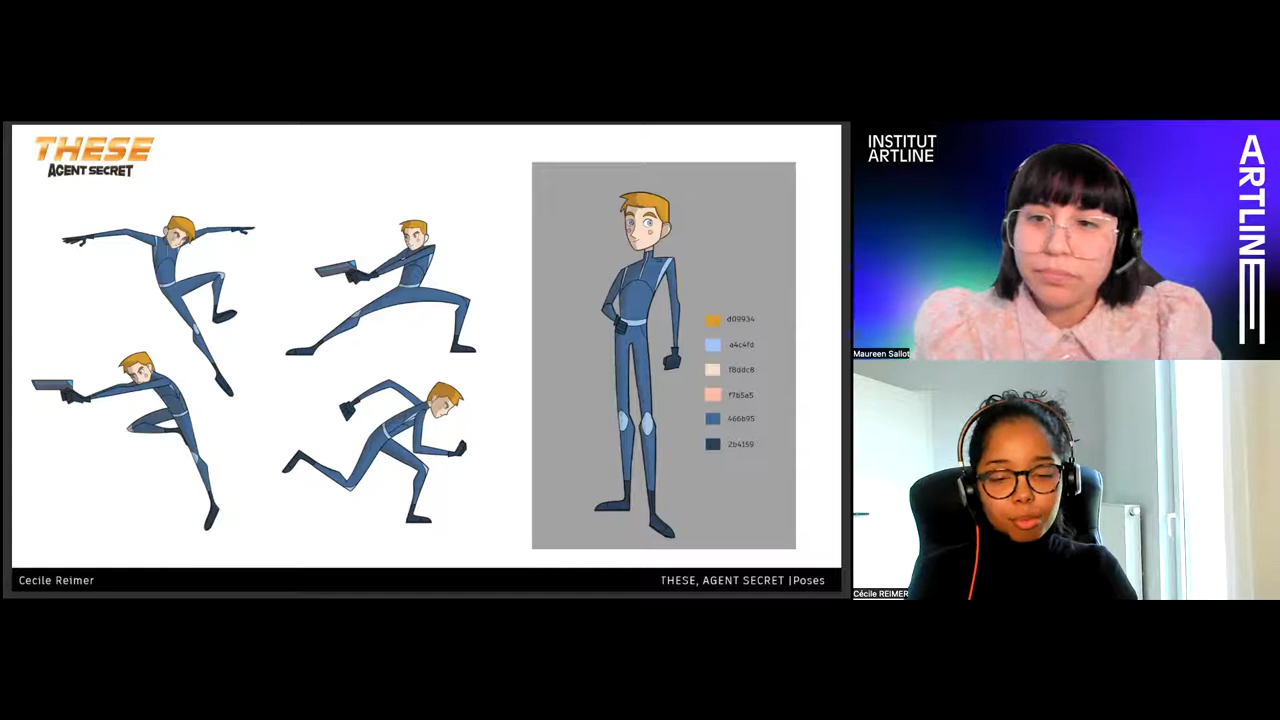 THESE
AGENT SECRET
d09934
a4c4fd
f8ddc8
f7b5a5
466b95
2b4159
Cecile Reimer
THESE, AGENT SECRET |Poses
INSTITUT
ARTLINE
ARTLINE
Maureen Sallot
Cécile REIMER